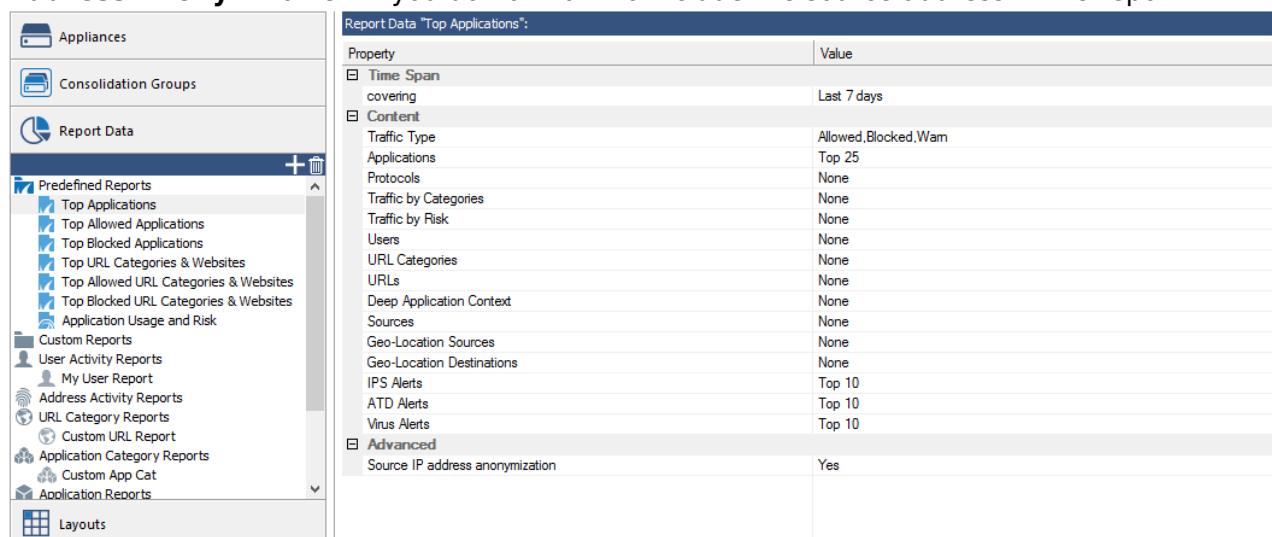 Appliances
Consolidation Groups
Report Data
Predefined Reports
Top Applications
Top Allowed Applications
Top Blocked Applications
Top URL Categories & Websites
Top Allowed URL Categories & Websites
Top Blocked URL Categories & Websites
Application Usage and Risk
Custom Reports
User Activity Reports
My User Report
Address Activity Reports
URL Category Reports
Custom URL Report
Application Category Reports
Custom App Cat
Application Reports
Layouts
Report Data "Top Applications":
Property Value
Time Span
covering Last 7 days
Content
Traffic Type Allowed,Blocked,Warn
Applications Top 25
Protocols None
Traffic by Categories None
Traffic by Risk None
Users None
URL Categories None
URLs None
Deep Application Context None
Sources None
Geo-Location Sources None
Geo-Location Destinations None
IPS Alerts Top 10
ATD Alerts Top 10
Virus Alerts Top 10
Advanced
Source IP address anonymization Yes